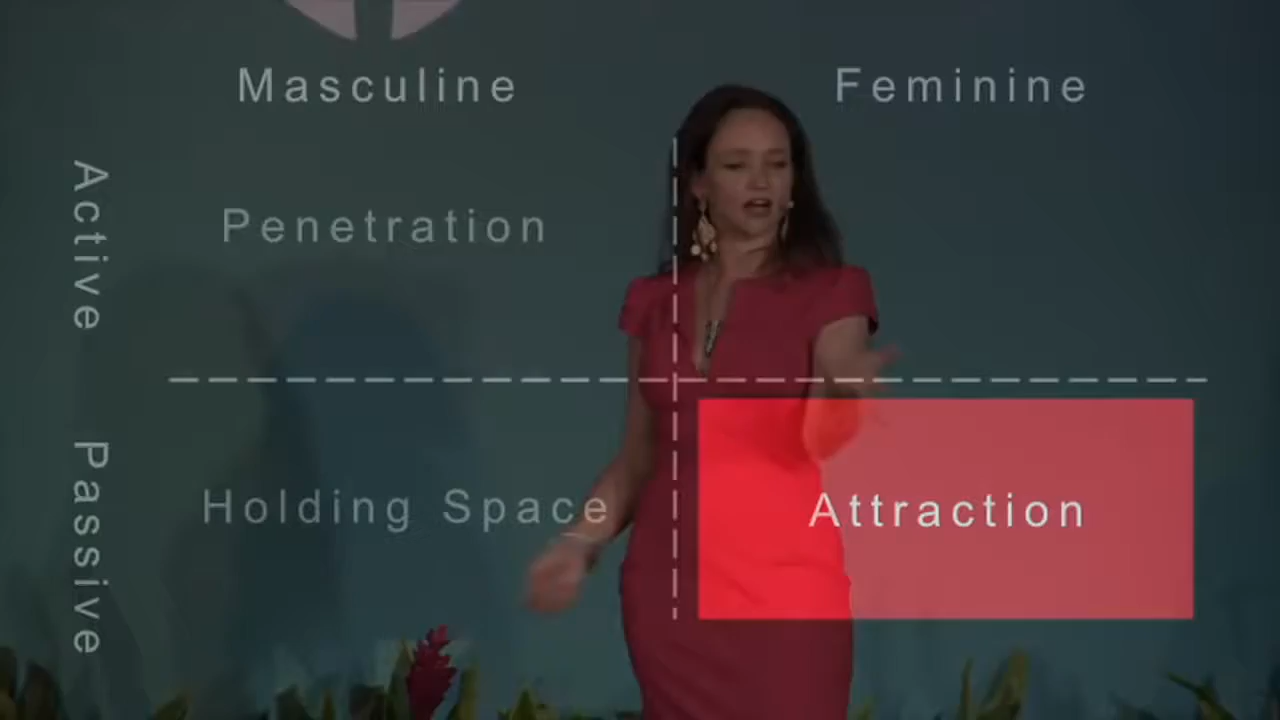 Masculine
Feminine
Active
Penetration
Passive
Holding Space
Attraction